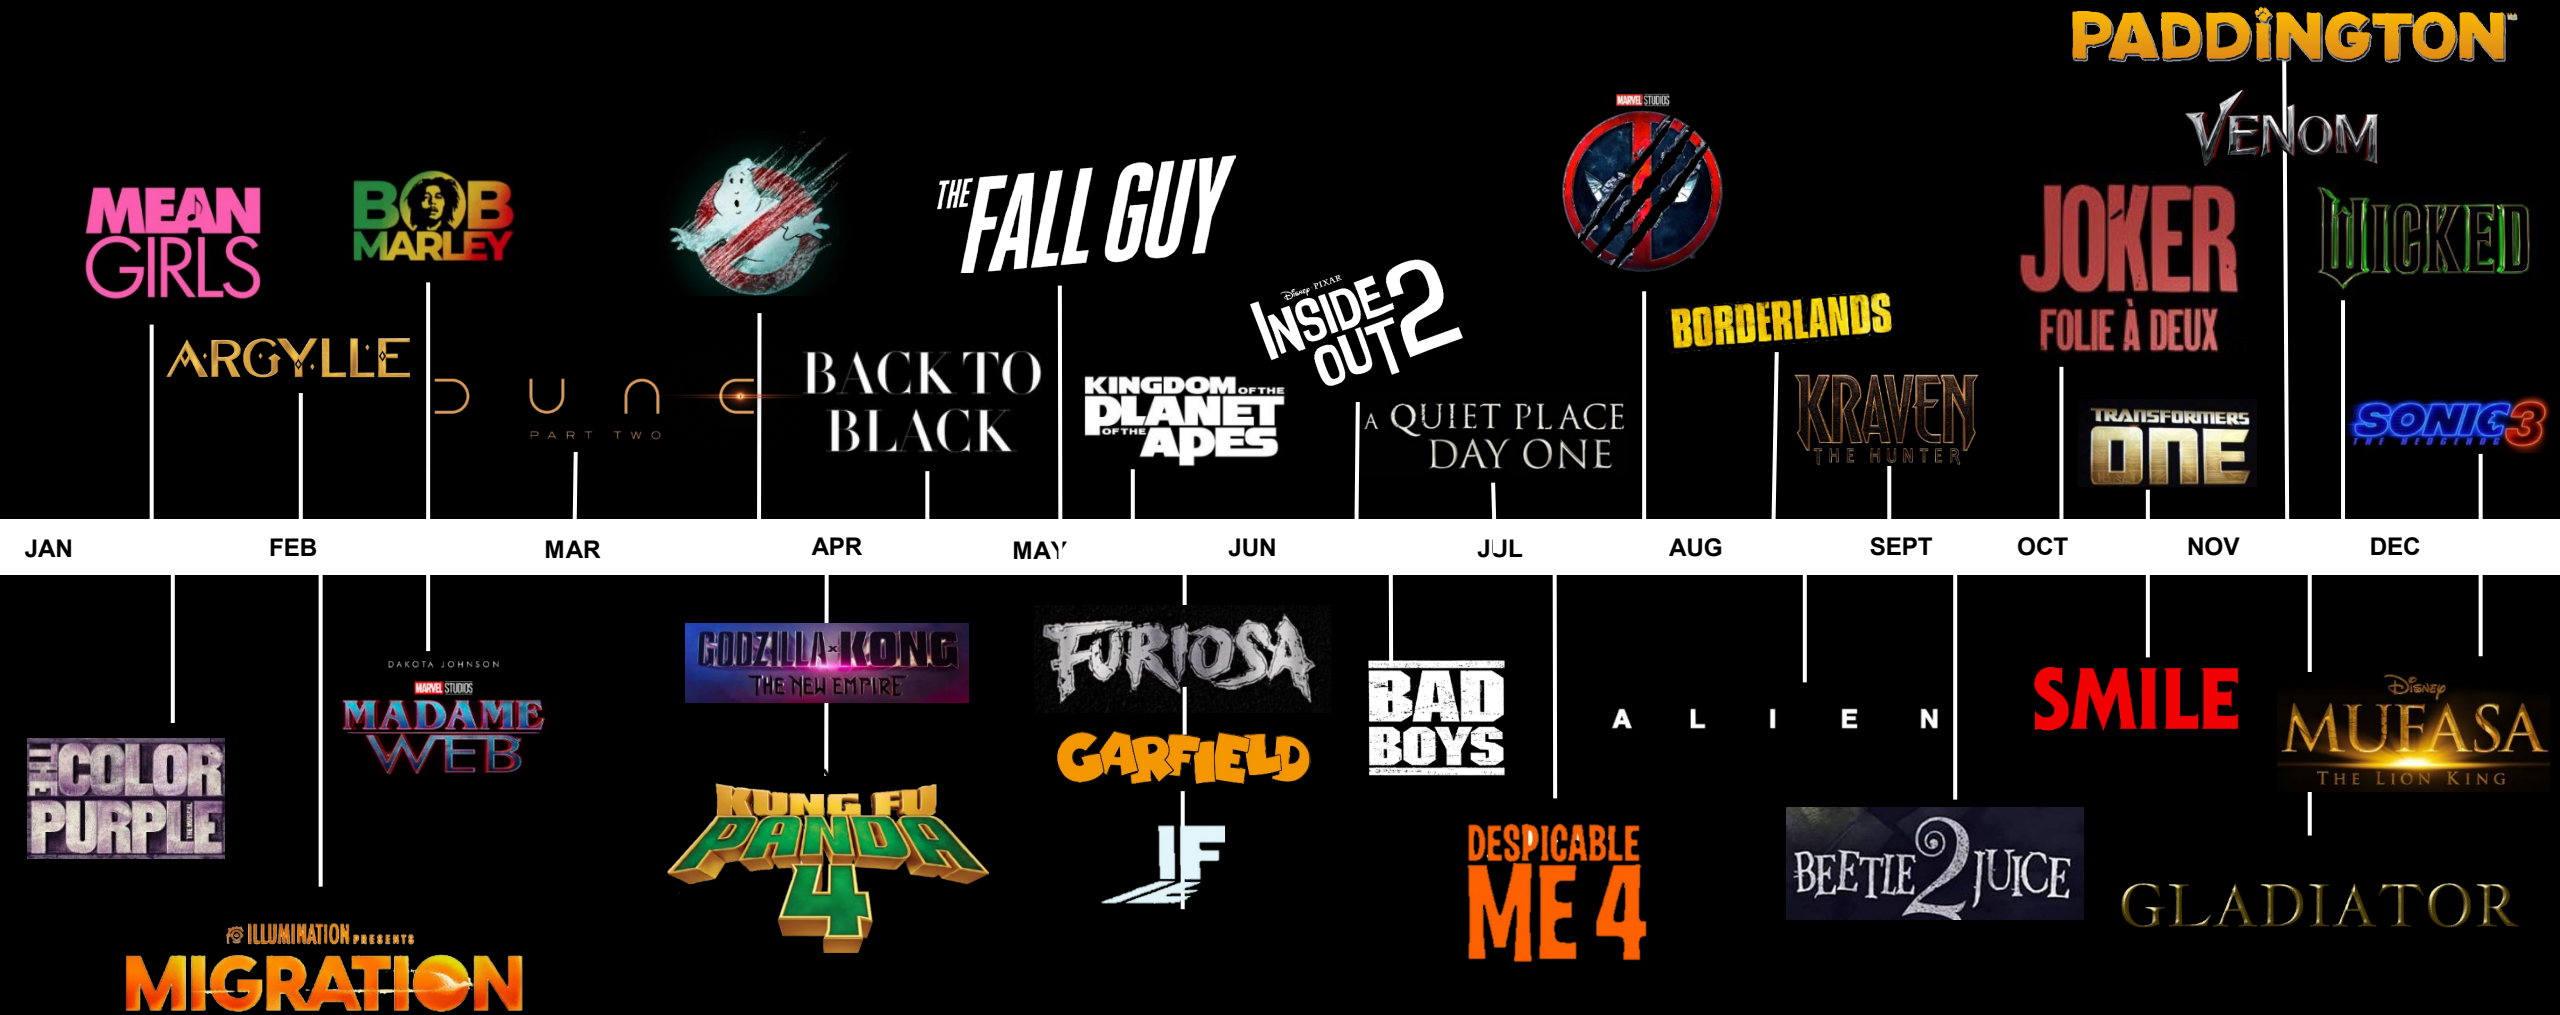 PADDINGTON
VENOM
MARVEL STUDIOS
MEAN
GIRLS
BOB
MARLEY
THE FALL GUY
JOKER
FOLIE À DEUX
WICKED
DISNEY PIXAR
INSIDE
OUT 2
BORDERLANDS
ARGYLLE
DUNE
PART TWO
BACK TO
BLACK
KINGDOM OF THE
PLANET
OF THE APES
A QUIET PLACE
DAY ONE
KRAVEN
THE HUNTER
TRANSFORMERS
ONE
SONIC 3
THE HEDGEHOG
JAN FEB MAR APR MAY JUN JUL AUG SEPT OCT NOV DEC
GODZILLA x KONG
THE NEW EMPIRE
FURIOSA
DAKOTA JOHNSON
MARVEL STUDIOS
MADAME
WEB
BAD
BOYS
ALIEN
SMILE
DISNEY
MUFASA
THE LION KING
GARFIELD
THE COLOR
PURPLE
THE MUSICAL
KUNG FU
PANDA
4
IF
DESPICABLE
ME 4
BEETLE 2 JUICE
GLADIATOR
ILLUMINATION PRESENTS
MIGRATION